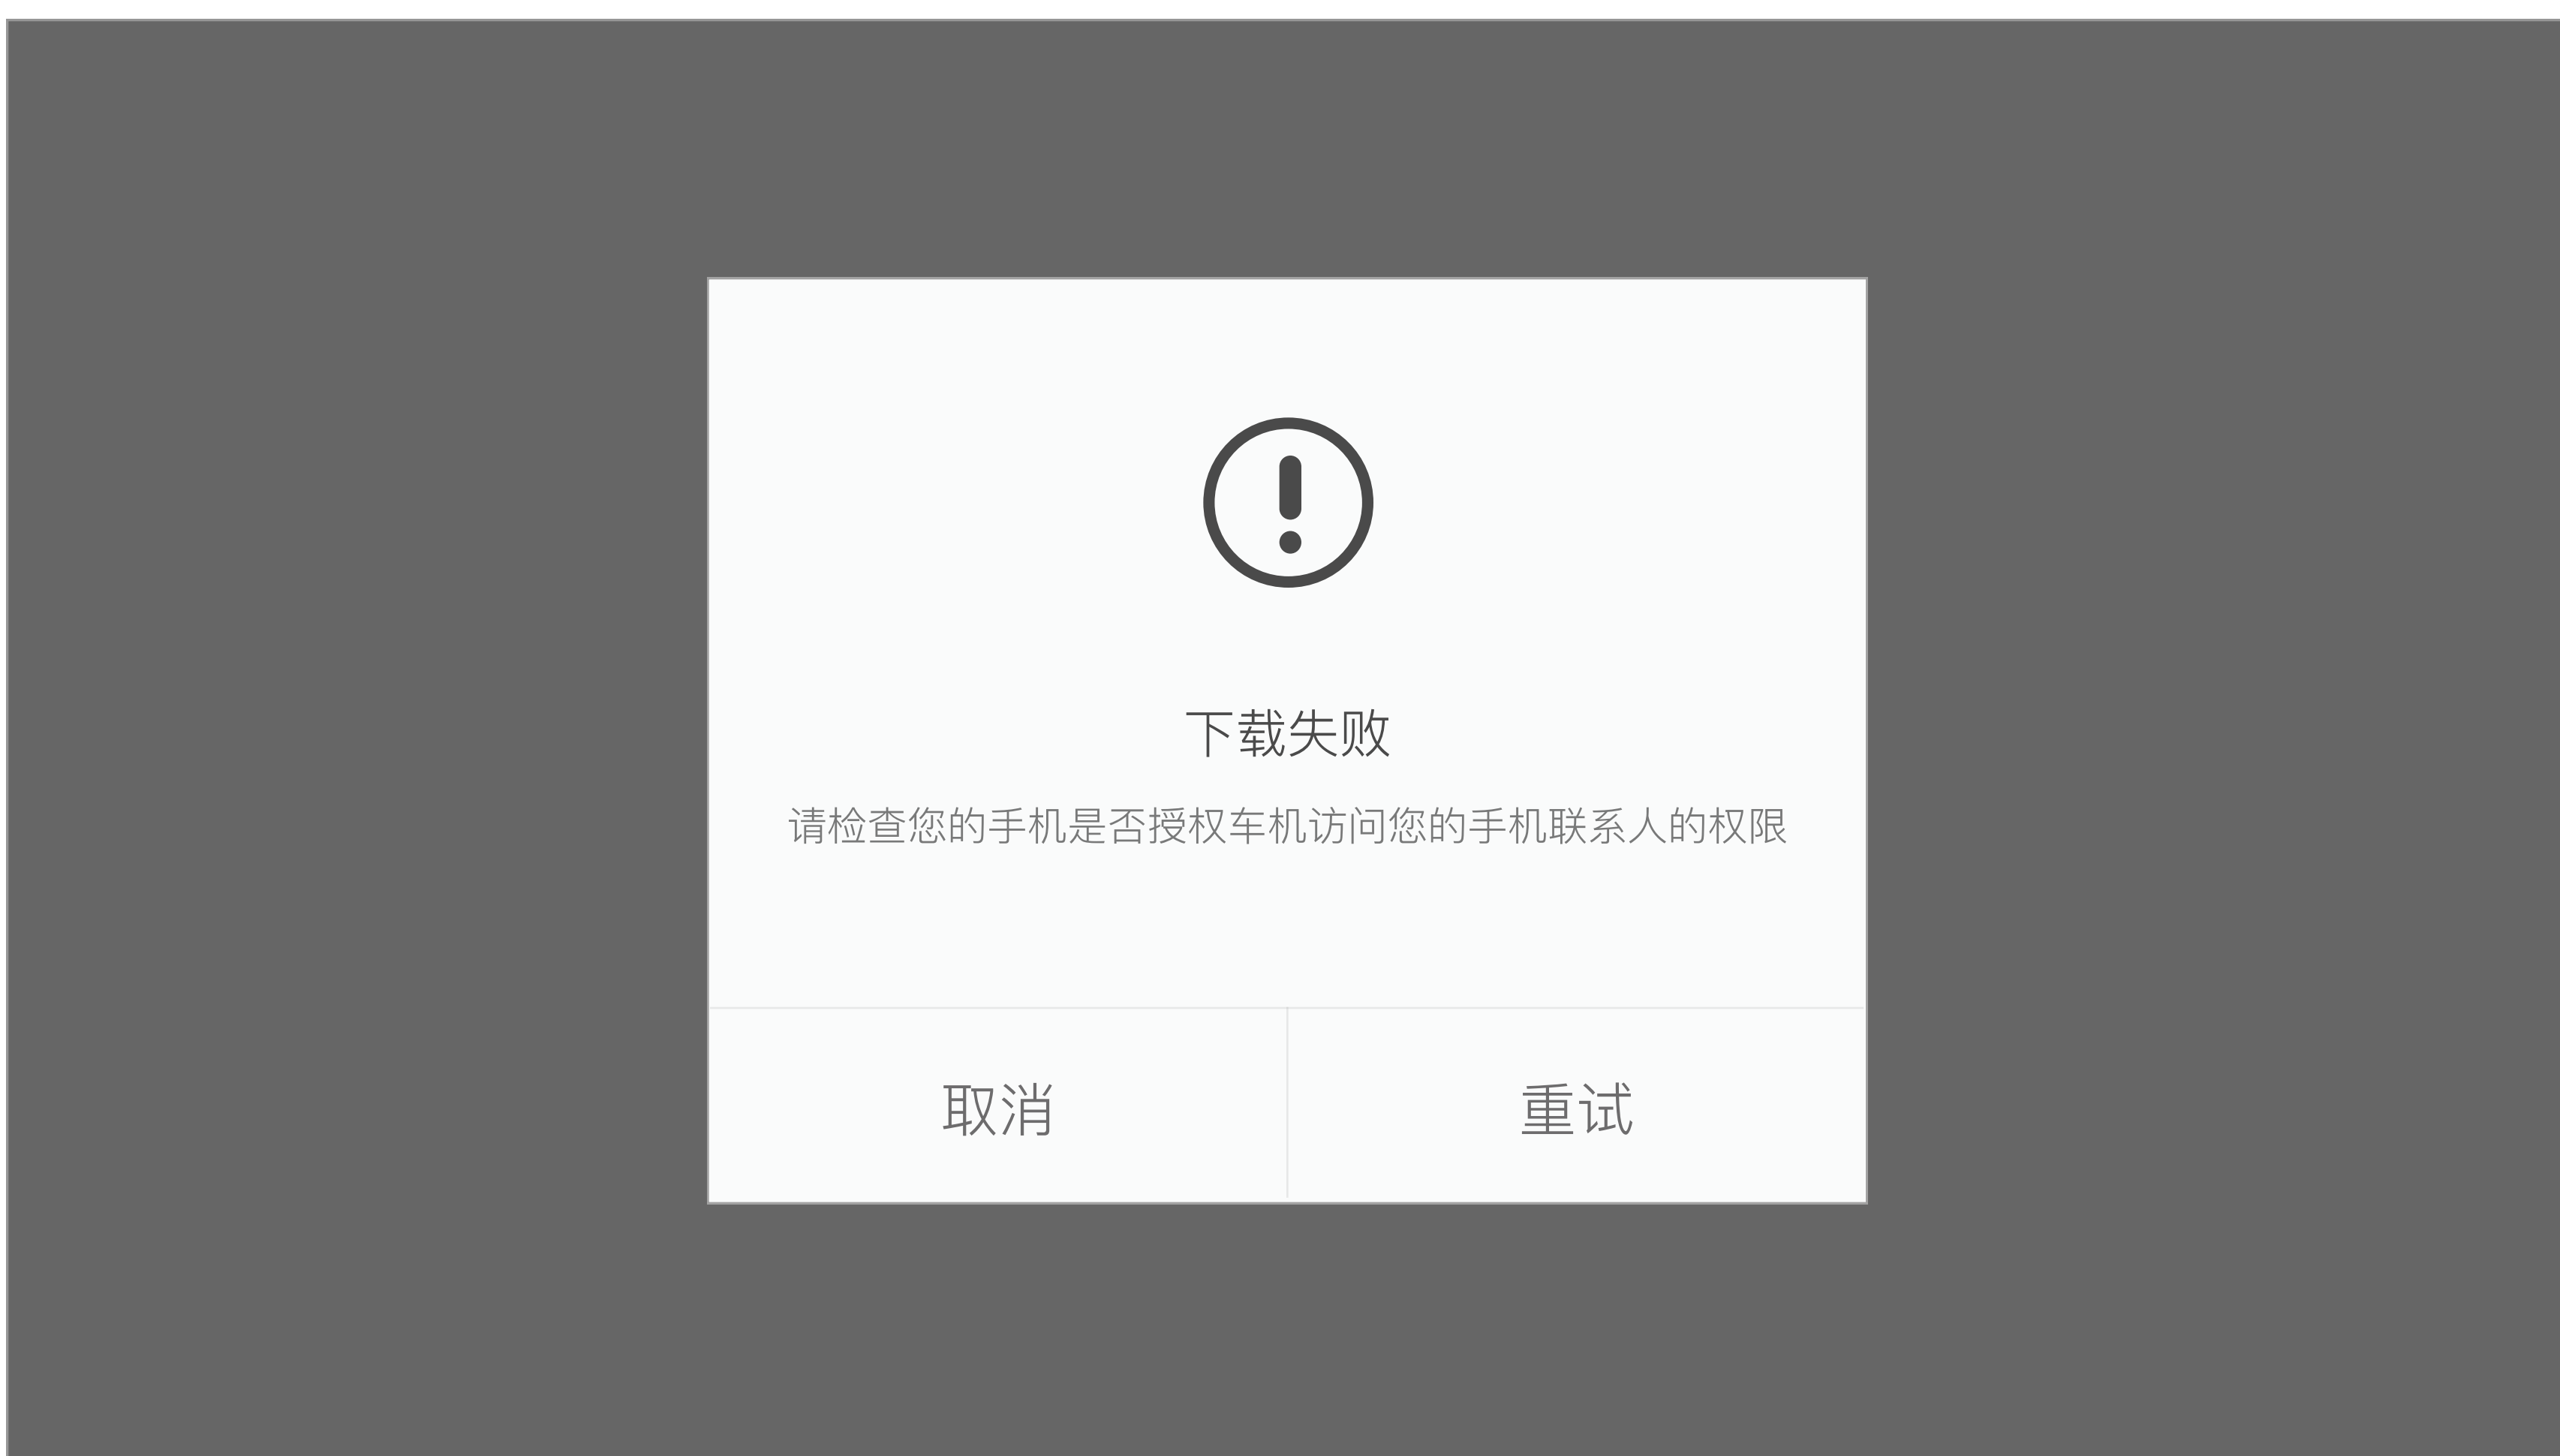 下载失败
请检查您的手机是否授权车机访问您的手机联系人的权限
取消
重试